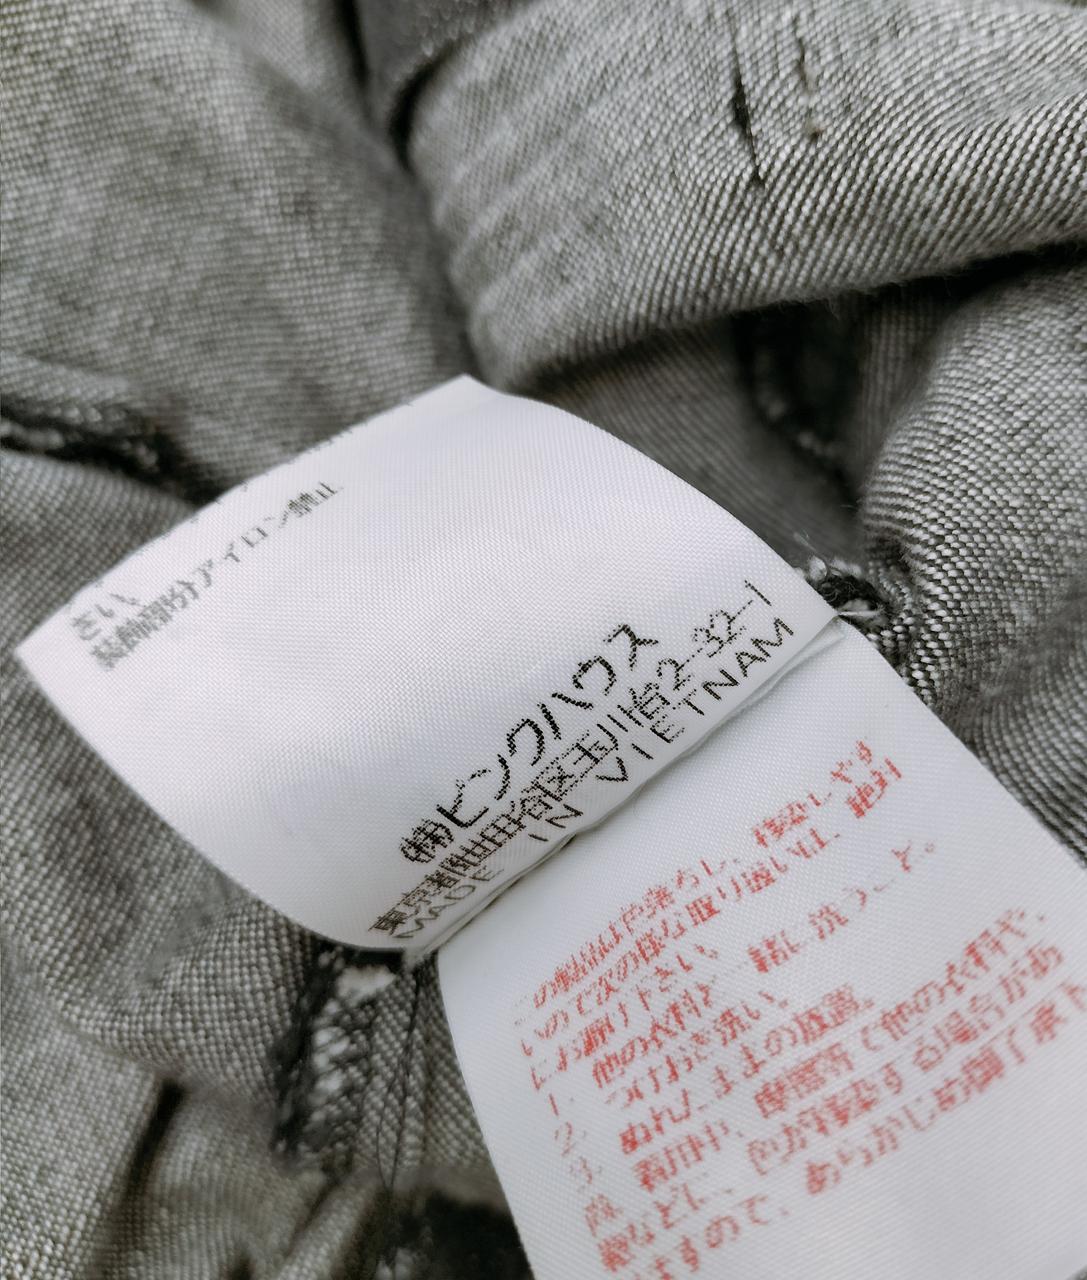 さい。
装飾部分アイロン禁止
㈱ピンクハウス
東京都世田谷区玉川台2-32-1
MADE IN VIETNAM
この製品は色落ちし、移染しやす
いので次の様な取り扱いは、絶対
にお避け下さい。
1. 他の衣料と一緒に洗うこと。
2. つけおき洗い。
3. ぬれたままの放置。
尚、着用中、摩擦等で他の衣料や、
鞄などに、色が移染する場合があ
りますので、あらかじめ御了承下